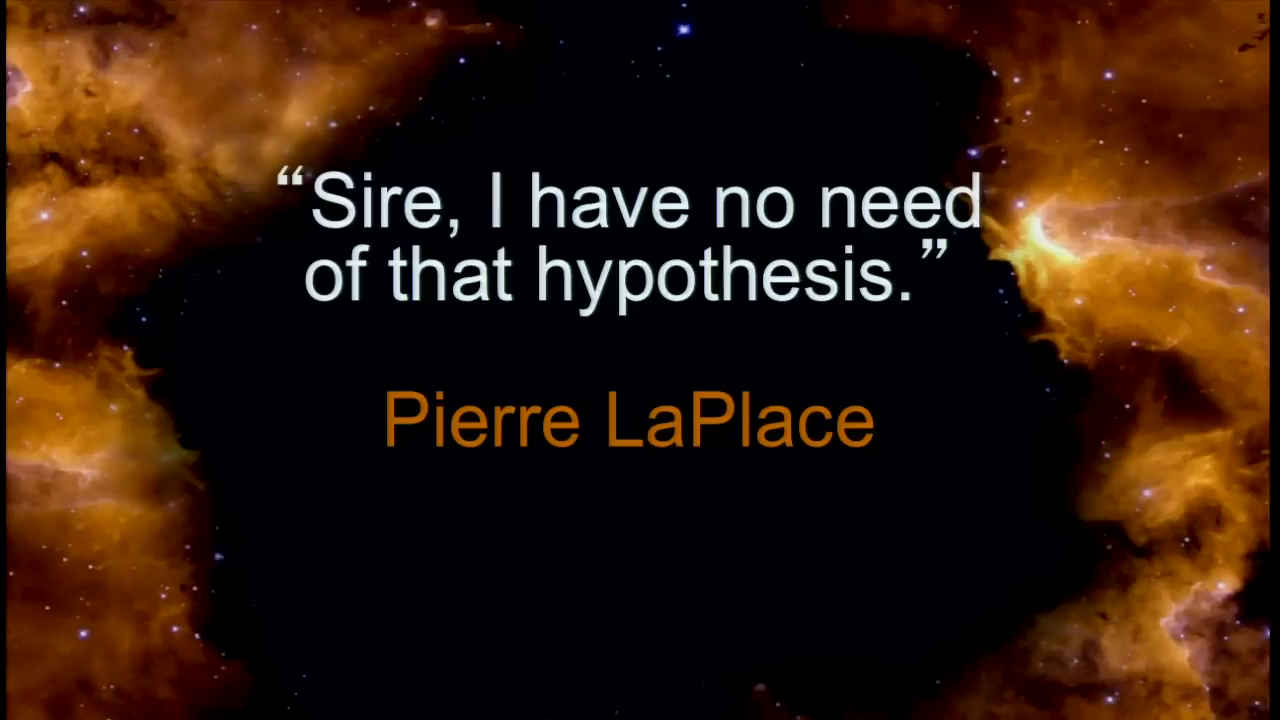 “Sire, I have no need
of that hypothesis.”
Pierre LaPlace